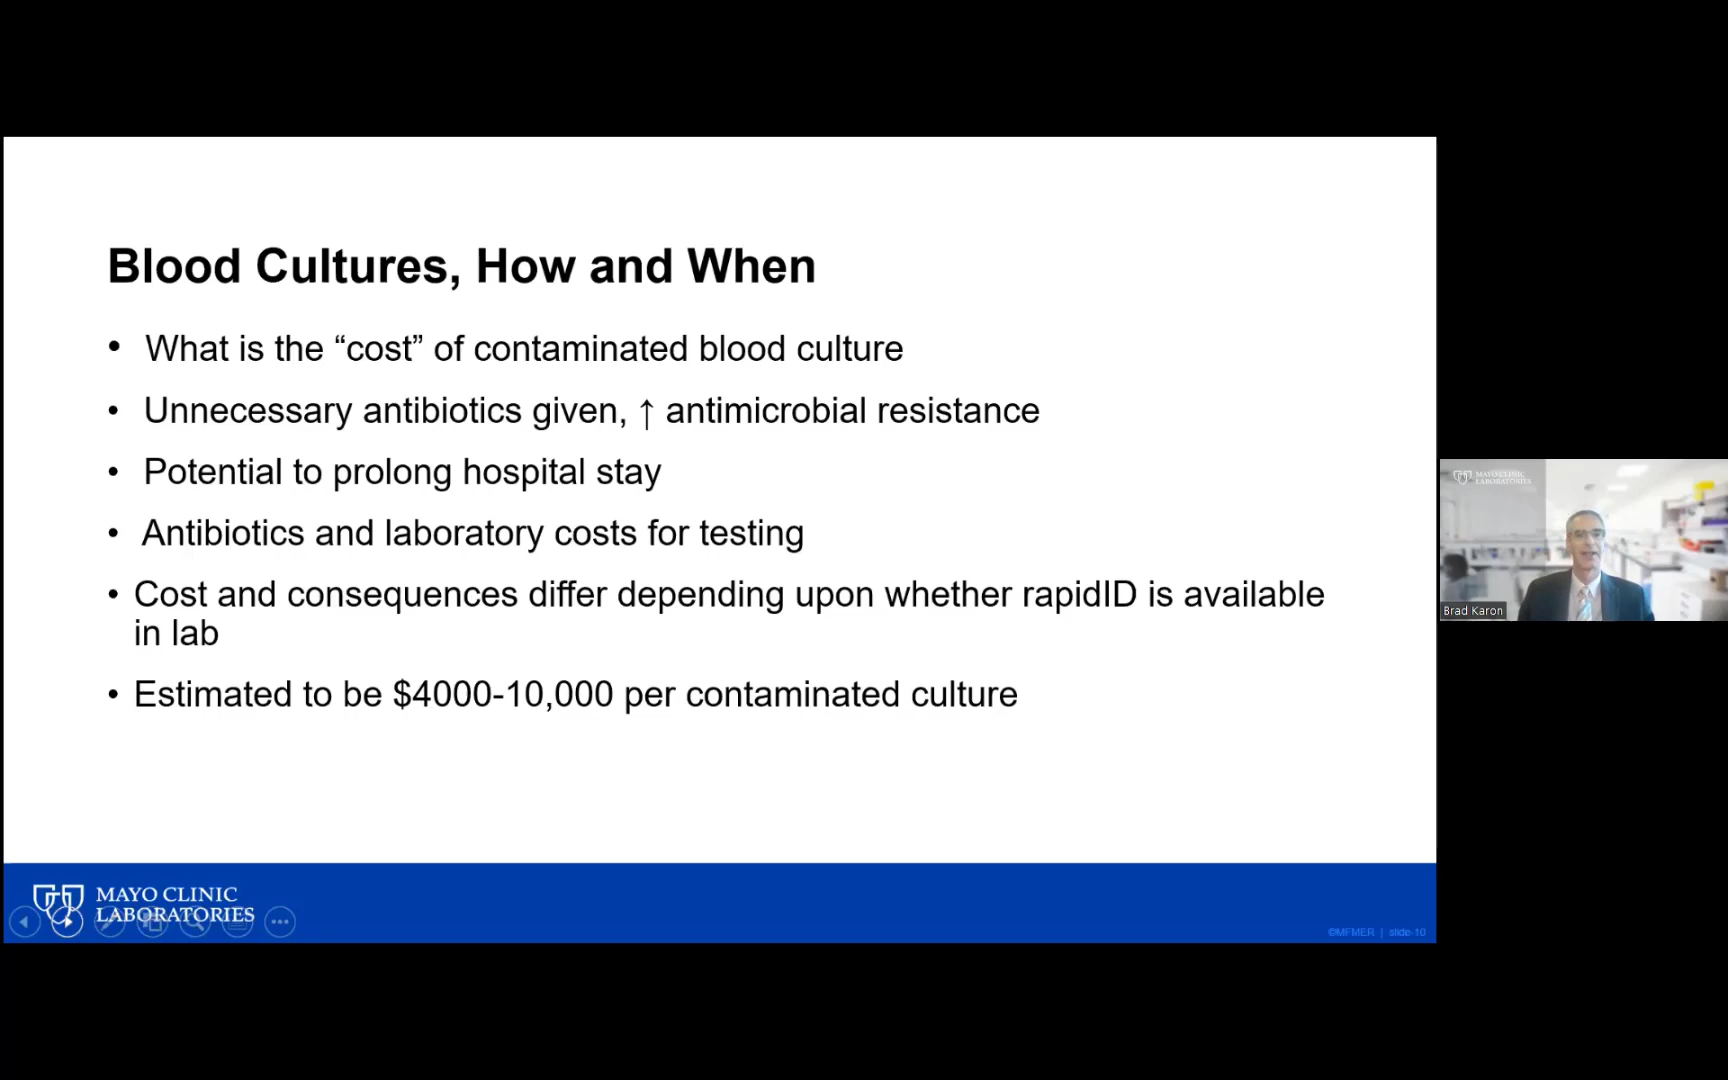 Blood Cultures, How and When
• What is the “cost” of contaminated blood culture
• Unnecessary antibiotics given, ↑ antimicrobial resistance
• Potential to prolong hospital stay
• Antibiotics and laboratory costs for testing
• Cost and consequences differ depending upon whether rapidID is available
in lab
• Estimated to be $4000-10,000 per contaminated culture
MAYO CLINIC
LABORATORIES
©MFMER | slide-10
MAYO CLINIC
LABORATORIES
Brad Karon